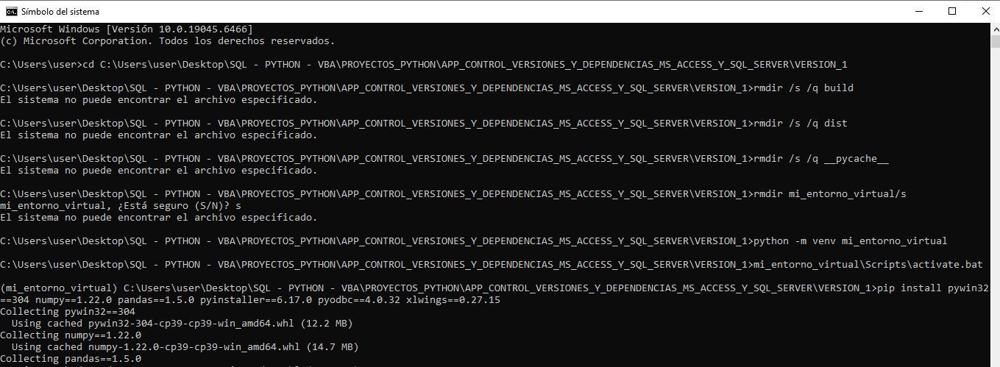 Símbolo del sistema
Microsoft Windows [Versión 10.0.19045.6466]
(c) Microsoft Corporation. Todos los derechos reservados.
C:\Users\user>cd C:\Users\user\Desktop\SQL - PYTHON - VBA\PROYECTOS_PYTHON\APP_CONTROL_VERSIONES_Y_DEPENDENCIAS_MS_ACCESS_Y_SQL_SERVER\VERSION_1
C:\Users\user\Desktop\SQL - PYTHON - VBA\PROYECTOS_PYTHON\APP_CONTROL_VERSIONES_Y_DEPENDENCIAS_MS_ACCESS_Y_SQL_SERVER\VERSION_1>rmdir /s /q build
El sistema no puede encontrar el archivo especificado.
C:\Users\user\Desktop\SQL - PYTHON - VBA\PROYECTOS_PYTHON\APP_CONTROL_VERSIONES_Y_DEPENDENCIAS_MS_ACCESS_Y_SQL_SERVER\VERSION_1>rmdir /s /q dist
El sistema no puede encontrar el archivo especificado.
C:\Users\user\Desktop\SQL - PYTHON - VBA\PROYECTOS_PYTHON\APP_CONTROL_VERSIONES_Y_DEPENDENCIAS_MS_ACCESS_Y_SQL_SERVER\VERSION_1>rmdir /s /q __pycache__
El sistema no puede encontrar el archivo especificado.
C:\Users\user\Desktop\SQL - PYTHON - VBA\PROYECTOS_PYTHON\APP_CONTROL_VERSIONES_Y_DEPENDENCIAS_MS_ACCESS_Y_SQL_SERVER\VERSION_1>rmdir mi_entorno_virtual/s
mi_entorno_virtual, ¿Está seguro (S/N)? s
El sistema no puede encontrar el archivo especificado.
C:\Users\user\Desktop\SQL - PYTHON - VBA\PROYECTOS_PYTHON\APP_CONTROL_VERSIONES_Y_DEPENDENCIAS_MS_ACCESS_Y_SQL_SERVER\VERSION_1>python -m venv mi_entorno_virtual
C:\Users\user\Desktop\SQL - PYTHON - VBA\PROYECTOS_PYTHON\APP_CONTROL_VERSIONES_Y_DEPENDENCIAS_MS_ACCESS_Y_SQL_SERVER\VERSION_1>mi_entorno_virtual\Scripts\activate.bat
(mi_entorno_virtual) C:\Users\user\Desktop\SQL - PYTHON - VBA\PROYECTOS_PYTHON\APP_CONTROL_VERSIONES_Y_DEPENDENCIAS_MS_ACCESS_Y_SQL_SERVER\VERSION_1>pip install pywin32
==304 numpy==1.22.0 pandas==1.5.0 pyinstaller==6.17.0 pyodbc==4.0.32 xlwings==0.27.15
Collecting pywin32==304
Using cached pywin32-304-cp39-cp39-win_amd64.whl (12.2 MB)
Collecting numpy==1.22.0
Using cached numpy-1.22.0-cp39-cp39-win_amd64.whl (14.7 MB)
Collecting pandas==1.5.0